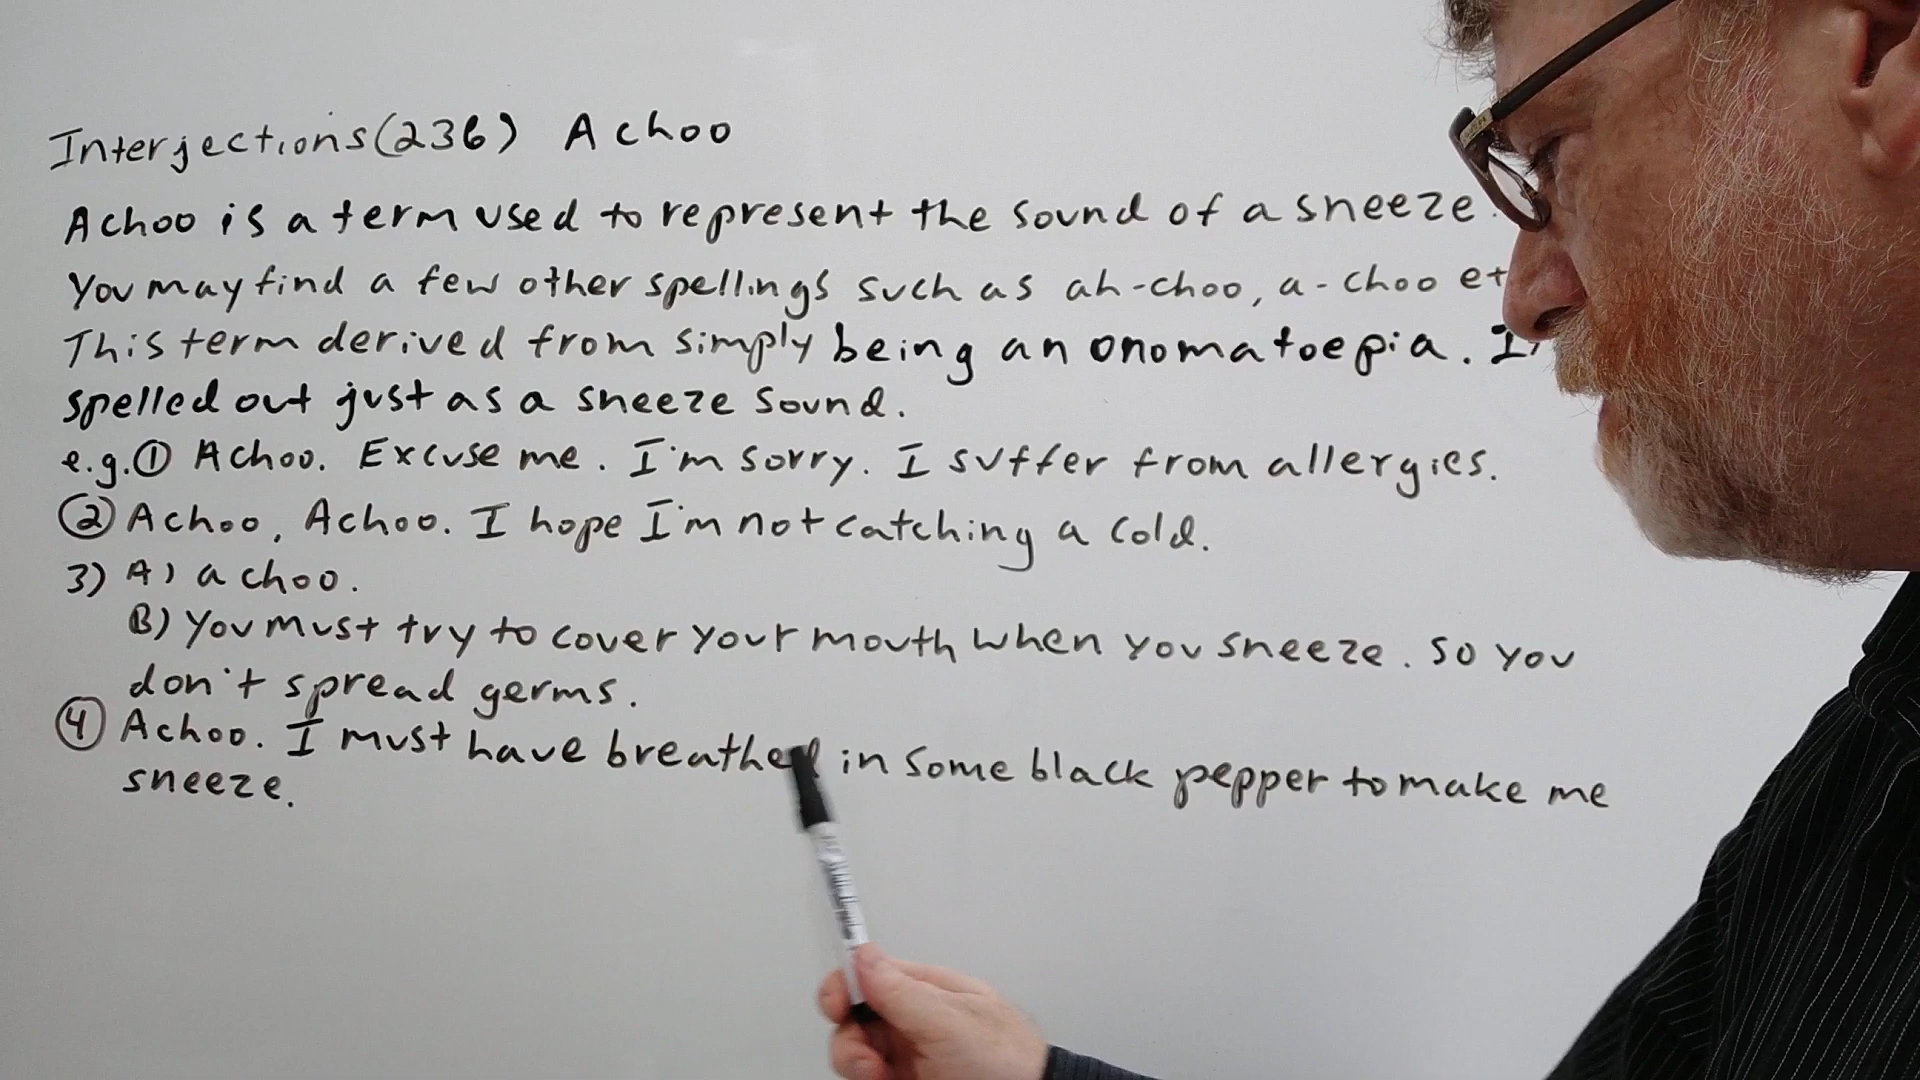 Interjections(236) Achoo
Achoo is a term used to represent the sound of a sneeze.
You may find a few other spellings such as ah-choo, a-choo
This term derived from simply being an onomatoepia.
spelled out just as a sneeze sound.
e.g.① Achoo. Excuse me. I'm sorry. I suffer from allergies.
② Achoo, Achoo. I hope I'm not catching a cold.
3) A) achoo.
B) You must try to cover your mouth when you sneeze. So you
don't spread germs.
④ Achoo. I must have breathed in some black pepper to make me
sneeze.